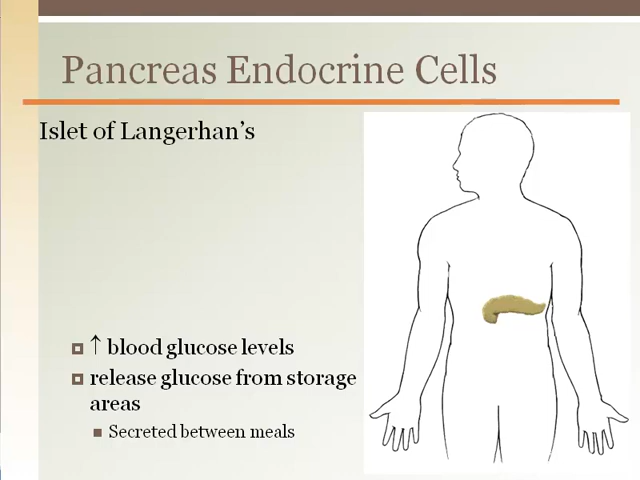 Pancreas Endocrine Cells
Islet of Langerhan's
↑ blood glucose levels
release glucose from storage
areas
Secreted between meals